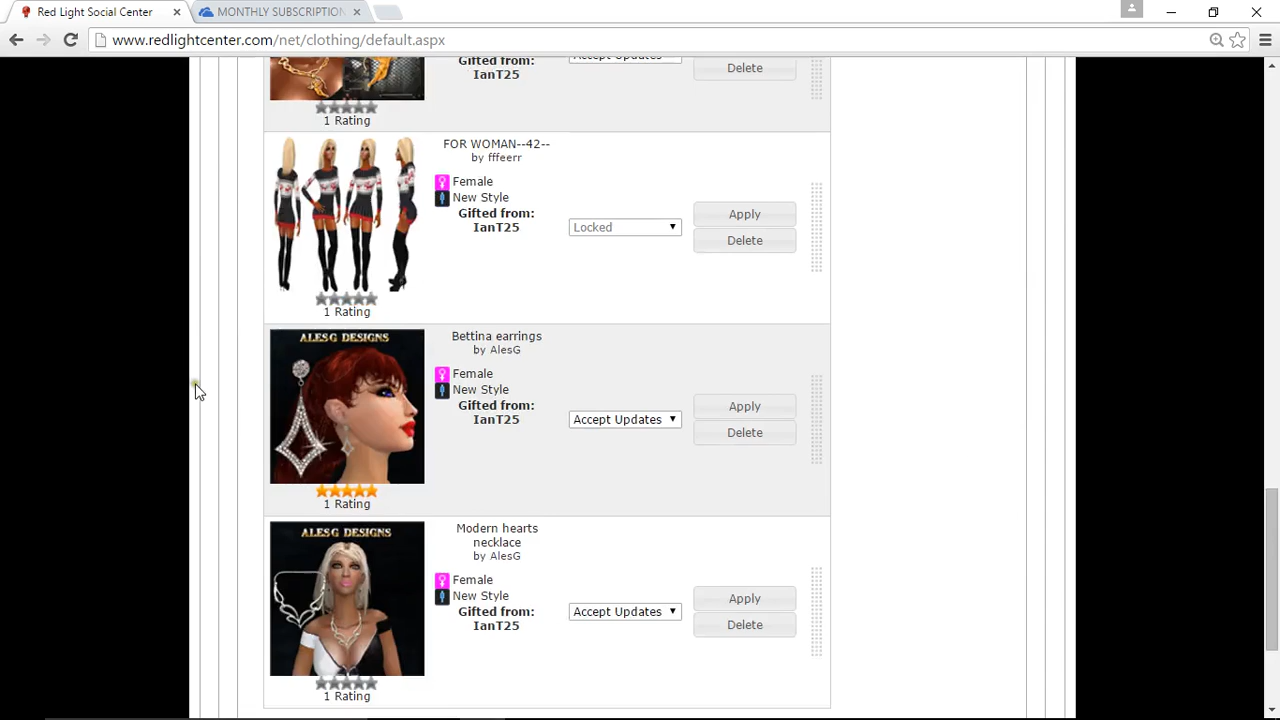 Red Light Social Center
MONTHLY SUBSCRIPTION
www.redlightcenter.com/net/clothing/default.aspx
Gifted from:
IanT25
Accept Updates
Delete
1 Rating
FOR WOMAN--42--
by fffeerr
Female
New Style
Gifted from:
IanT25
Locked
Apply
Delete
1 Rating
ALESG DESIGNS
Bettina earrings
by AlesG
Female
New Style
Gifted from:
IanT25
Accept Updates
Apply
Delete
1 Rating
ALESG DESIGNS
Modern hearts
necklace
by AlesG
Female
New Style
Gifted from:
IanT25
Accept Updates
Apply
Delete
1 Rating